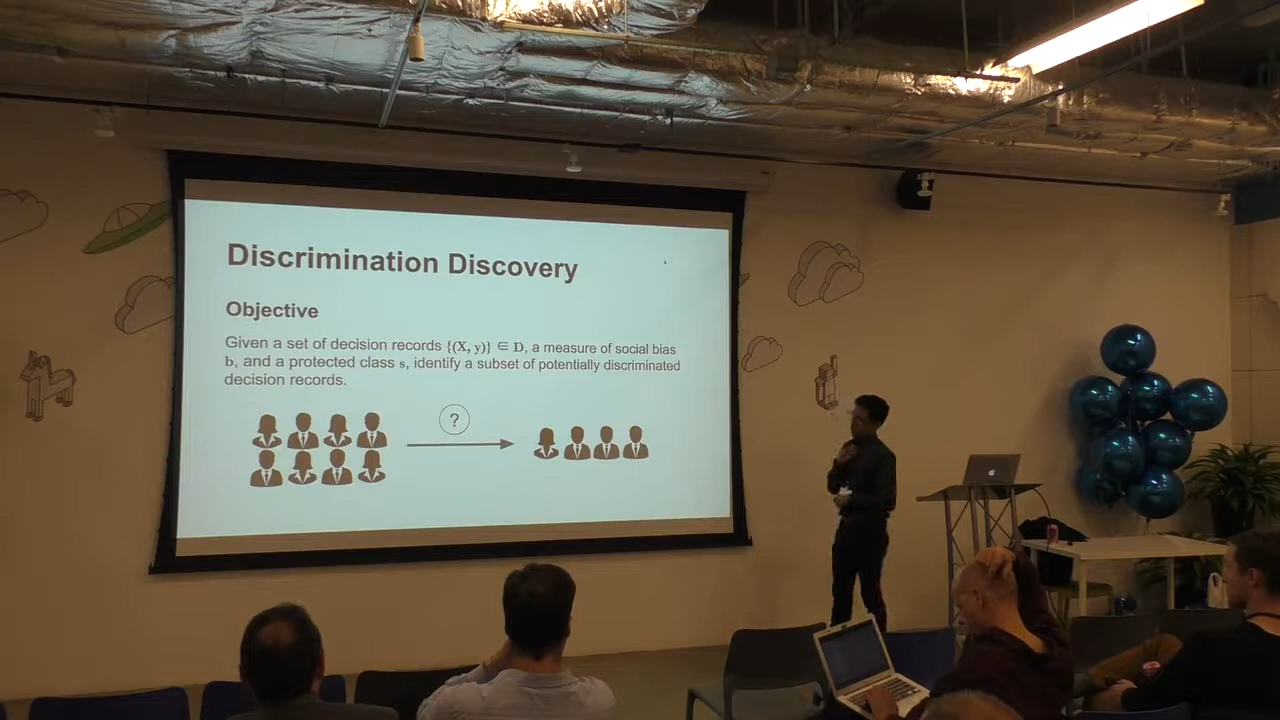 Discrimination Discovery
Objective
Given a set of decision records {(X, y)} ∈ D, a measure of social bias
b, and a protected class s, identify a subset of potentially discriminated
decision records.
?